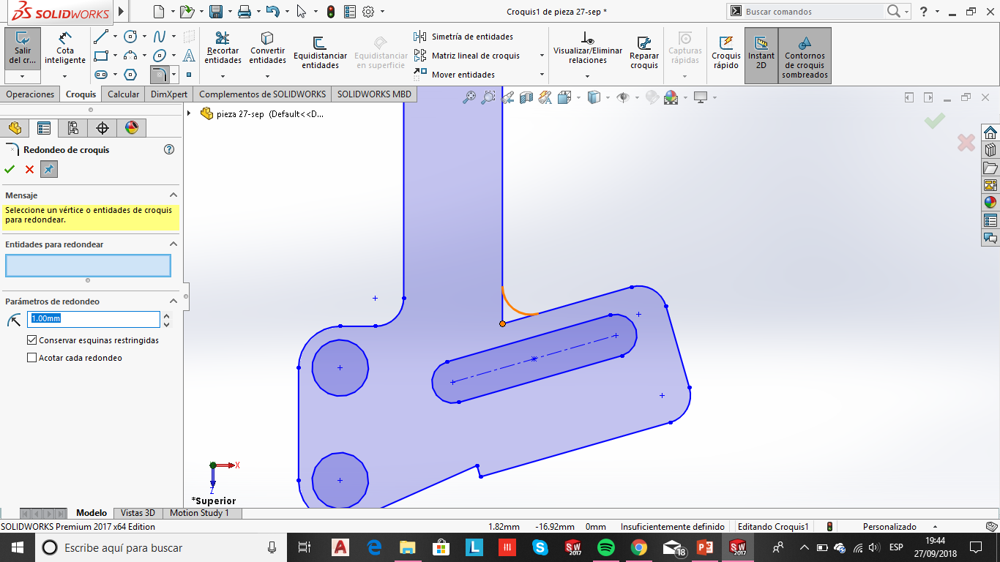 SOLIDWORKS
Croquis1 de pieza 27-sep *
Buscar comandos
Salir del cr...
Cota inteligente
Recortar entidades
Convertir entidades
Equidistanciar entidades
Equidistanciar en superficie
Simetría de entidades
Matriz lineal de croquis
Mover entidades
Visualizar/Eliminar relaciones
Reparar croquis
Capturas rápidas
Croquis rápido
Instant 2D
Contornos de croquis sombreados
Operaciones
Croquis
Calcular
DimXpert
Complementos de SOLIDWORKS
SOLIDWORKS MBD
pieza 27-sep (Default<<D...
Redondeo de croquis
Mensaje
Seleccione un vértice o entidades de croquis
para redondear.
Entidades para redondear
Parámetros de redondeo
1.00mm
Conservar esquinas restringidas
Acotar cada redondeo
X
Z
*Superior
Modelo
Vistas 3D
Motion Study 1
SOLIDWORKS Premium 2017 x64 Edition
1.82mm
-16.92mm
0mm
Insuficientemente definido
Editando Croquis1
Personalizado
Escribe aquí para buscar
18
SW 2017
SW 2017
ESP
19:44
27/09/2018